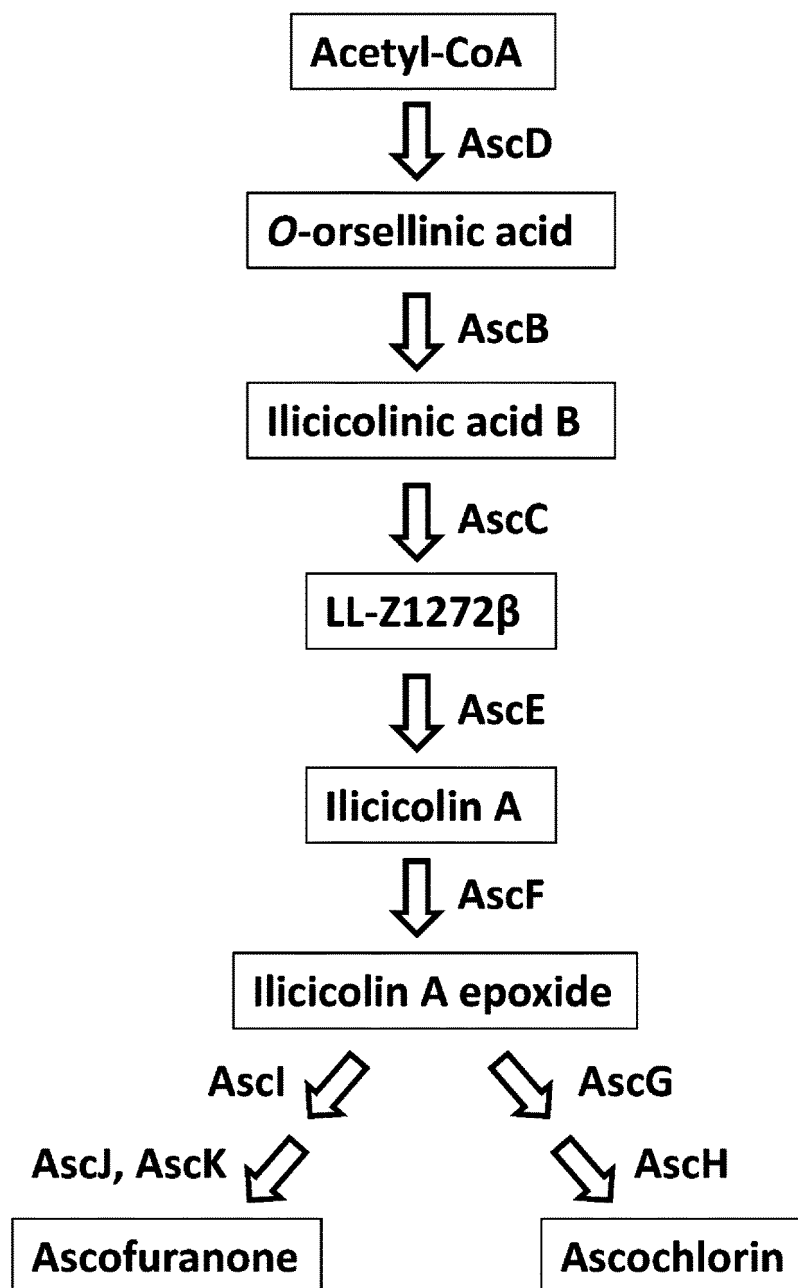 Acetyl-CoA
AscD
O-orsellinic acid
AscB
Ilicicolinic acid B
AscC
LL-Z1272β
AscE
Ilicicolin A
AscF
Ilicicolin A epoxide
AscI
AscG
AscJ, AscK
AscH
Ascofuranone
Ascochlorin